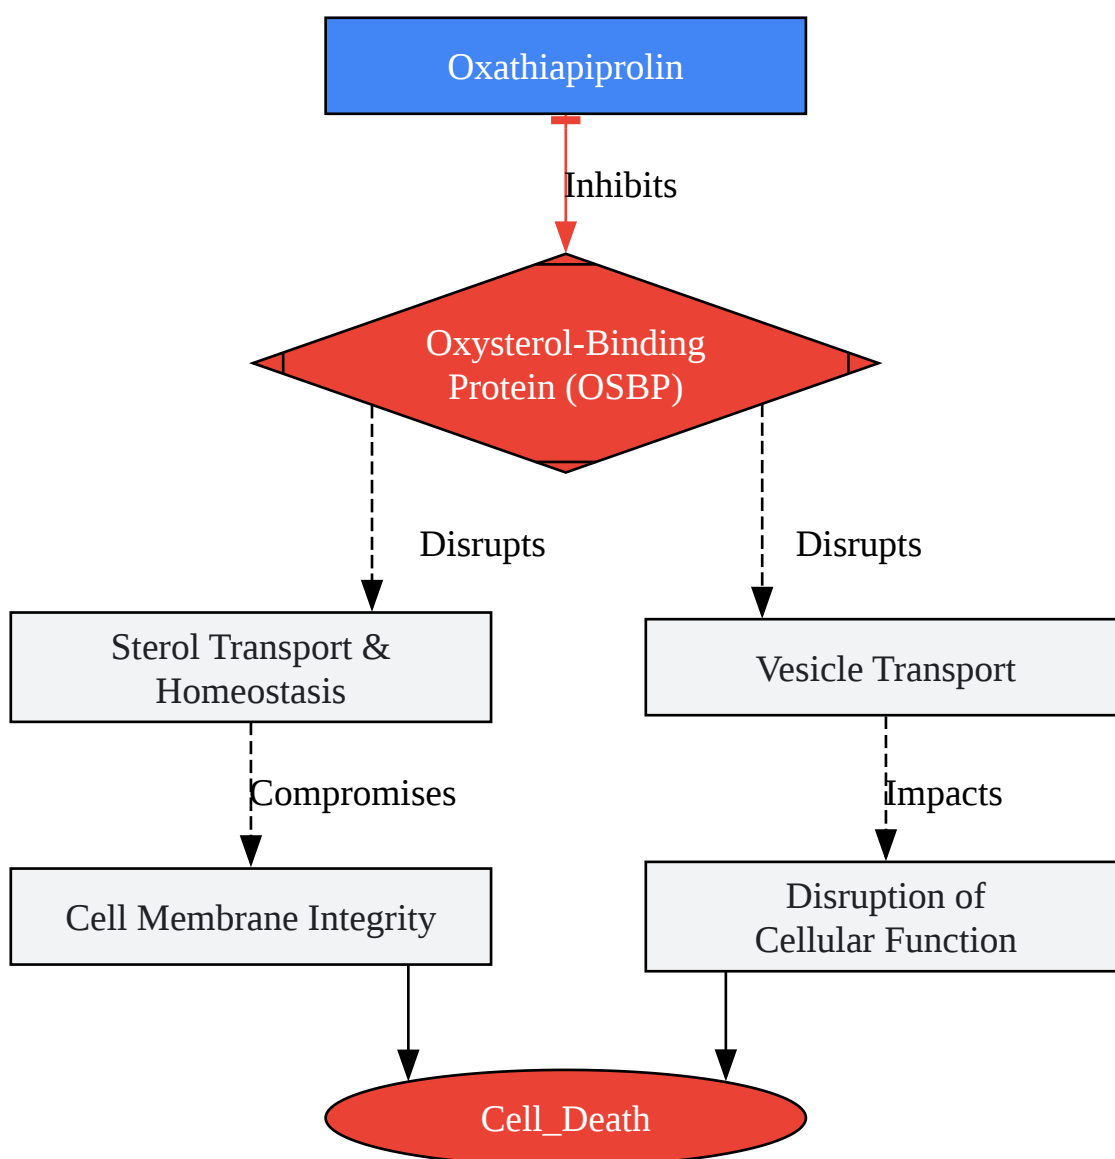 Oxathiapiprolin
Inhibits
Oxysterol-Binding
Protein (OSBP)
Disrupts
Disrupts
Sterol Transport &
Homeostasis
Vesicle Transport
Compromises
Impacts
Cell Membrane Integrity
Disruption of
Cellular Function
Cell_Death